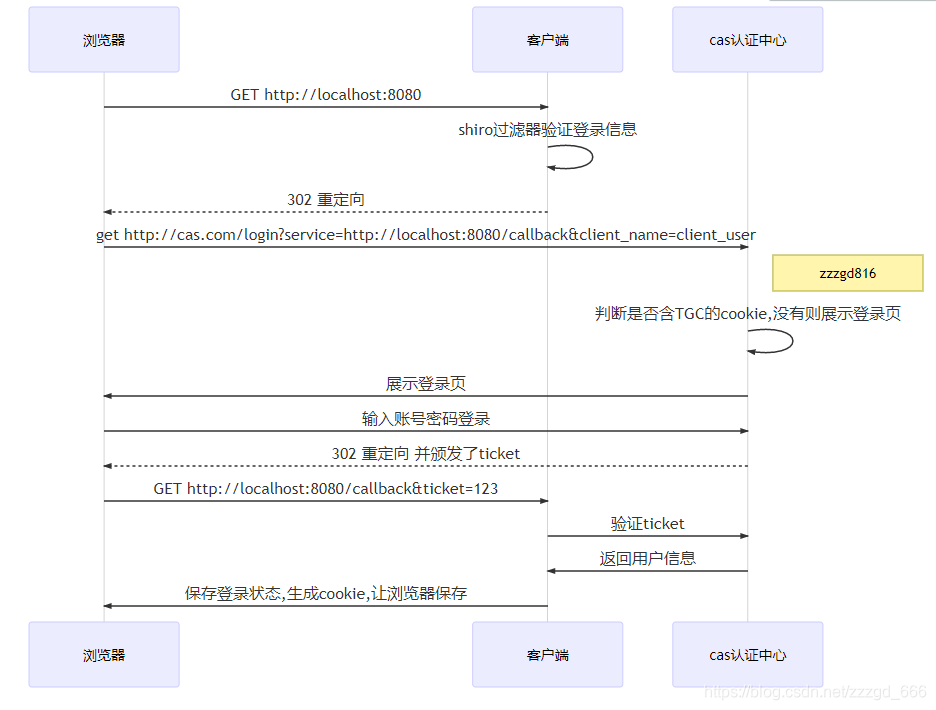 浏览器
客户端
cas认证中心
GET http://localhost:8080
shiro过滤器验证登录信息
302 重定向
get http://cas.com/login?service=http://localhost:8080/callback&client_name=client_user
zzzgd816
判断是否含TGC的cookie,没有则展示登录页
展示登录页
输入账号密码登录
302 重定向 并颁发了ticket
GET http://localhost:8080/callback&ticket=123
验证ticket
返回用户信息
保存登录状态,生成cookie,让浏览器保存
浏览器
客户端
cas认证中心
https://blog.csdn.net/zzzgd_666